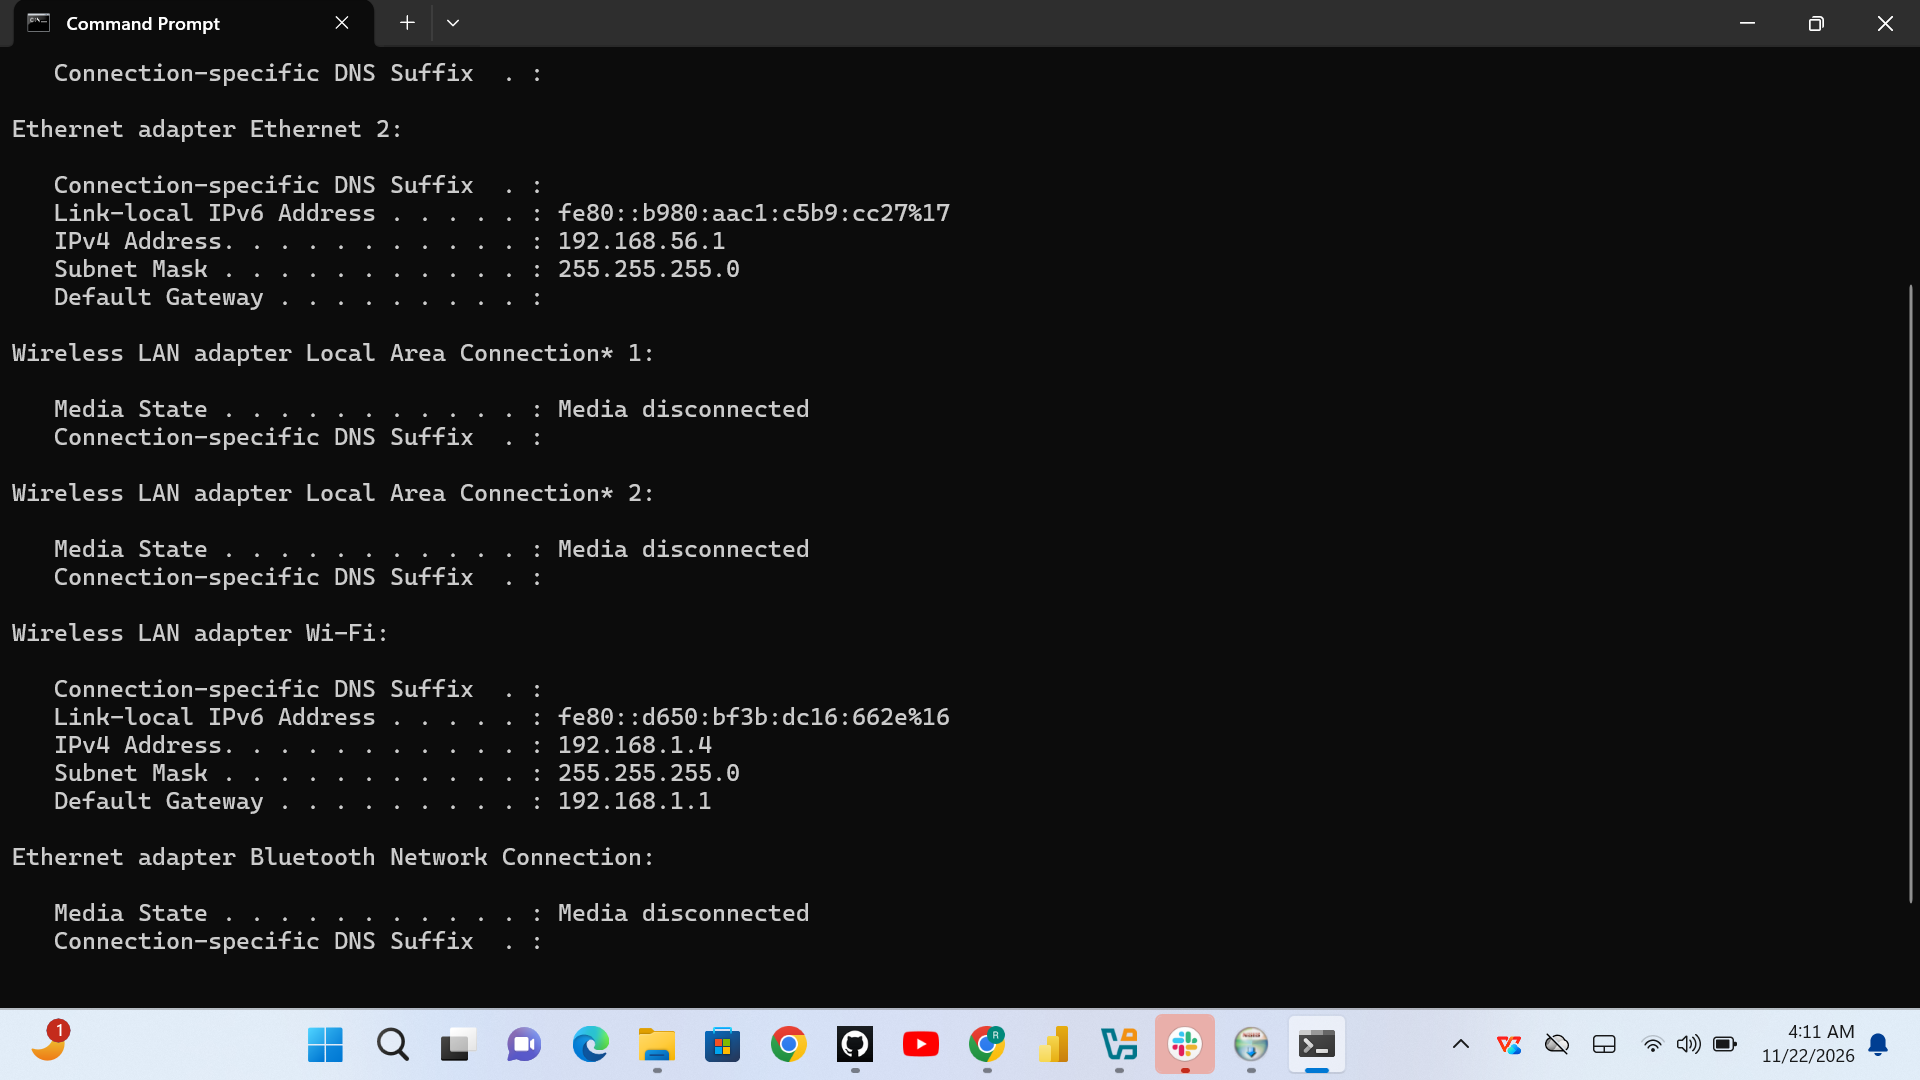 Command Prompt
Connection-specific DNS Suffix  . :
Ethernet adapter Ethernet 2:
Connection-specific DNS Suffix  . :
Link-local IPv6 Address . . . . . : fe80::b980:aac1:c5b9:cc27%17
IPv4 Address. . . . . . . . . . . : 192.168.56.1
Subnet Mask . . . . . . . . . . . : 255.255.255.0
Default Gateway . . . . . . . . . :
Wireless LAN adapter Local Area Connection* 1:
Media State . . . . . . . . . . . : Media disconnected
Connection-specific DNS Suffix  . :
Wireless LAN adapter Local Area Connection* 2:
Media State . . . . . . . . . . . : Media disconnected
Connection-specific DNS Suffix  . :
Wireless LAN adapter Wi-Fi:
Connection-specific DNS Suffix  . :
Link-local IPv6 Address . . . . . : fe80::d650:bf3b:dc16:662e%16
IPv4 Address. . . . . . . . . . . : 192.168.1.4
Subnet Mask . . . . . . . . . . . : 255.255.255.0
Default Gateway . . . . . . . . . : 192.168.1.1
Ethernet adapter Bluetooth Network Connection:
Media State . . . . . . . . . . . : Media disconnected
Connection-specific DNS Suffix  . :
1
R
4:11 AM
11/22/2026